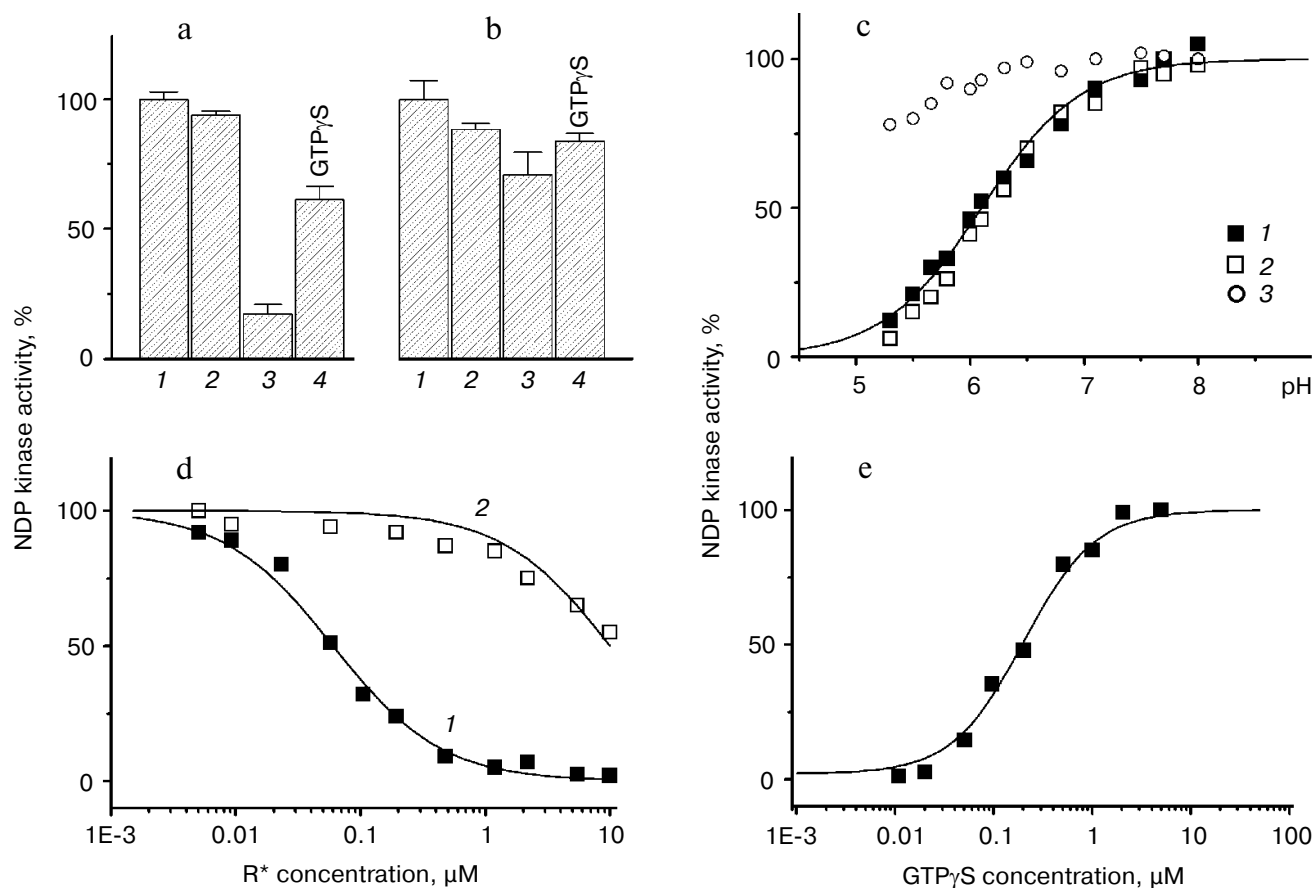 a
b
GTPγS
GTPγS
100
50
0
1 2 3 4
1 2 3 4
c
100
50
0
1
2
3
5 6 7 8 pH
NDP kinase activity, %
NDP kinase activity, %
d
2
1
100
50
0
1E-3 0.01 0.1 1 10
R* concentration, μM
e
100
50
0
1E-3 0.01 0.1 1 10 100
GTPγS concentration, μM